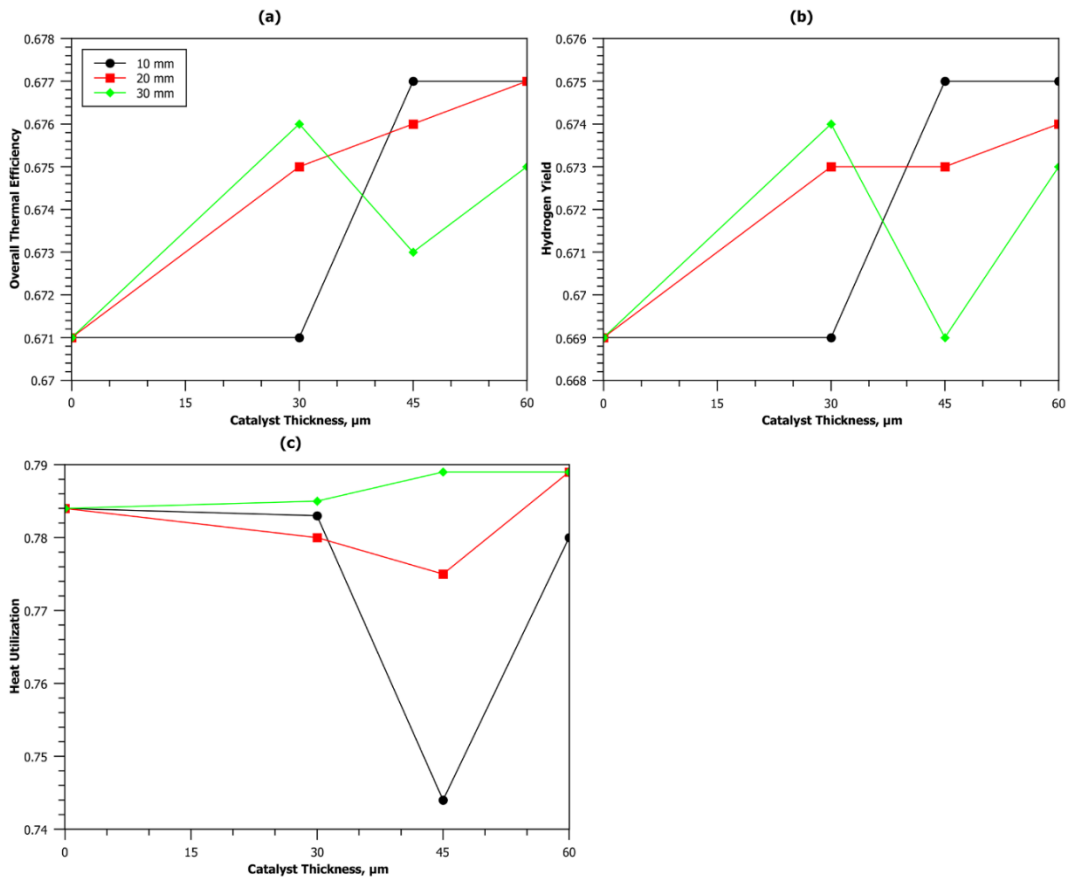 (a)
0.678
0.677
0.676
0.675
0.674
0.673
0.672
0.671
0.67
Overall Thermal Efficiency
10 mm
20 mm
30 mm
0 15 30 45 60
Catalyst Thickness, µm
(b)
0.676
0.675
0.674
0.673
0.672
0.671
0.67
0.669
0.668
Hydrogen Yield
0 15 30 45 60
Catalyst Thickness, µm
(c)
0.79
0.78
0.77
0.76
0.75
0.74
Heat Utilization
0 15 30 45 60
Catalyst Thickness, µm